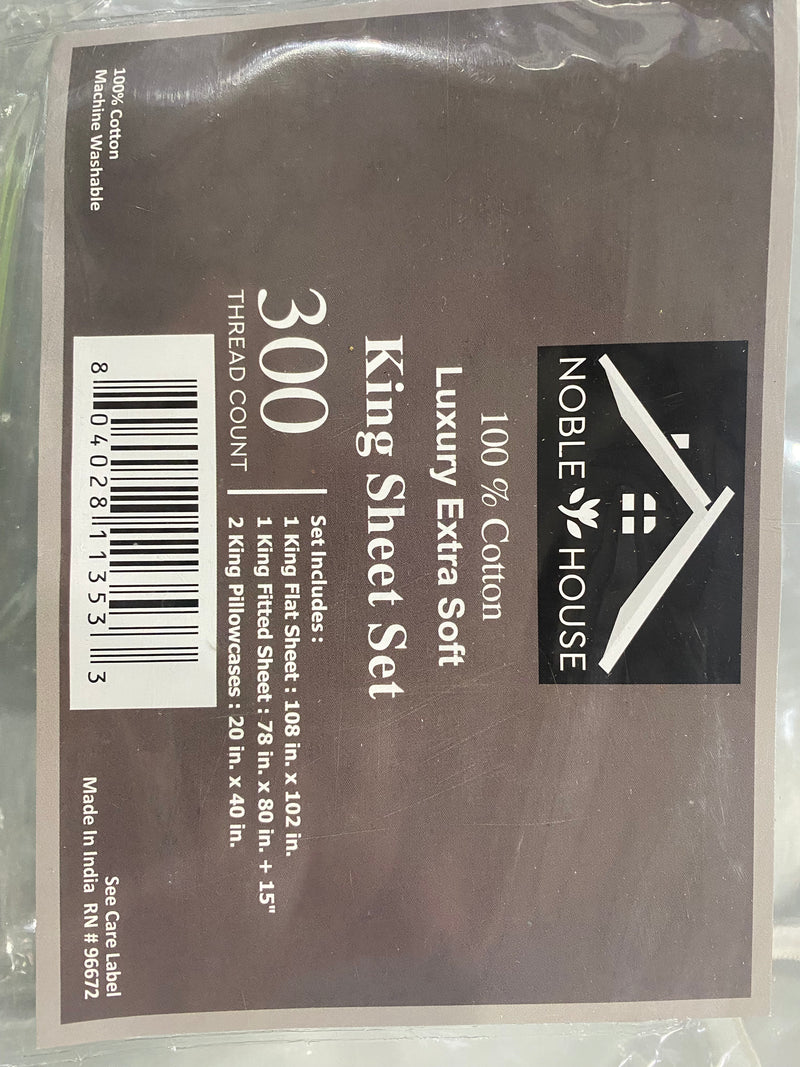 NOBLE HOUSE
100 % Cotton
Luxury Extra Soft
King Sheet Set
300
THREAD COUNT
Set Includes :
1 King Flat Sheet : 108 in. x 102 in.
1 King Fitted Sheet : 78 in. x 80 in. + 15"
2 King Pillowcases : 20 in. x 40 in.
100% Cotton
Machine Washable
8 04028 11353 3
See Care Label
Made In India RN # 96672